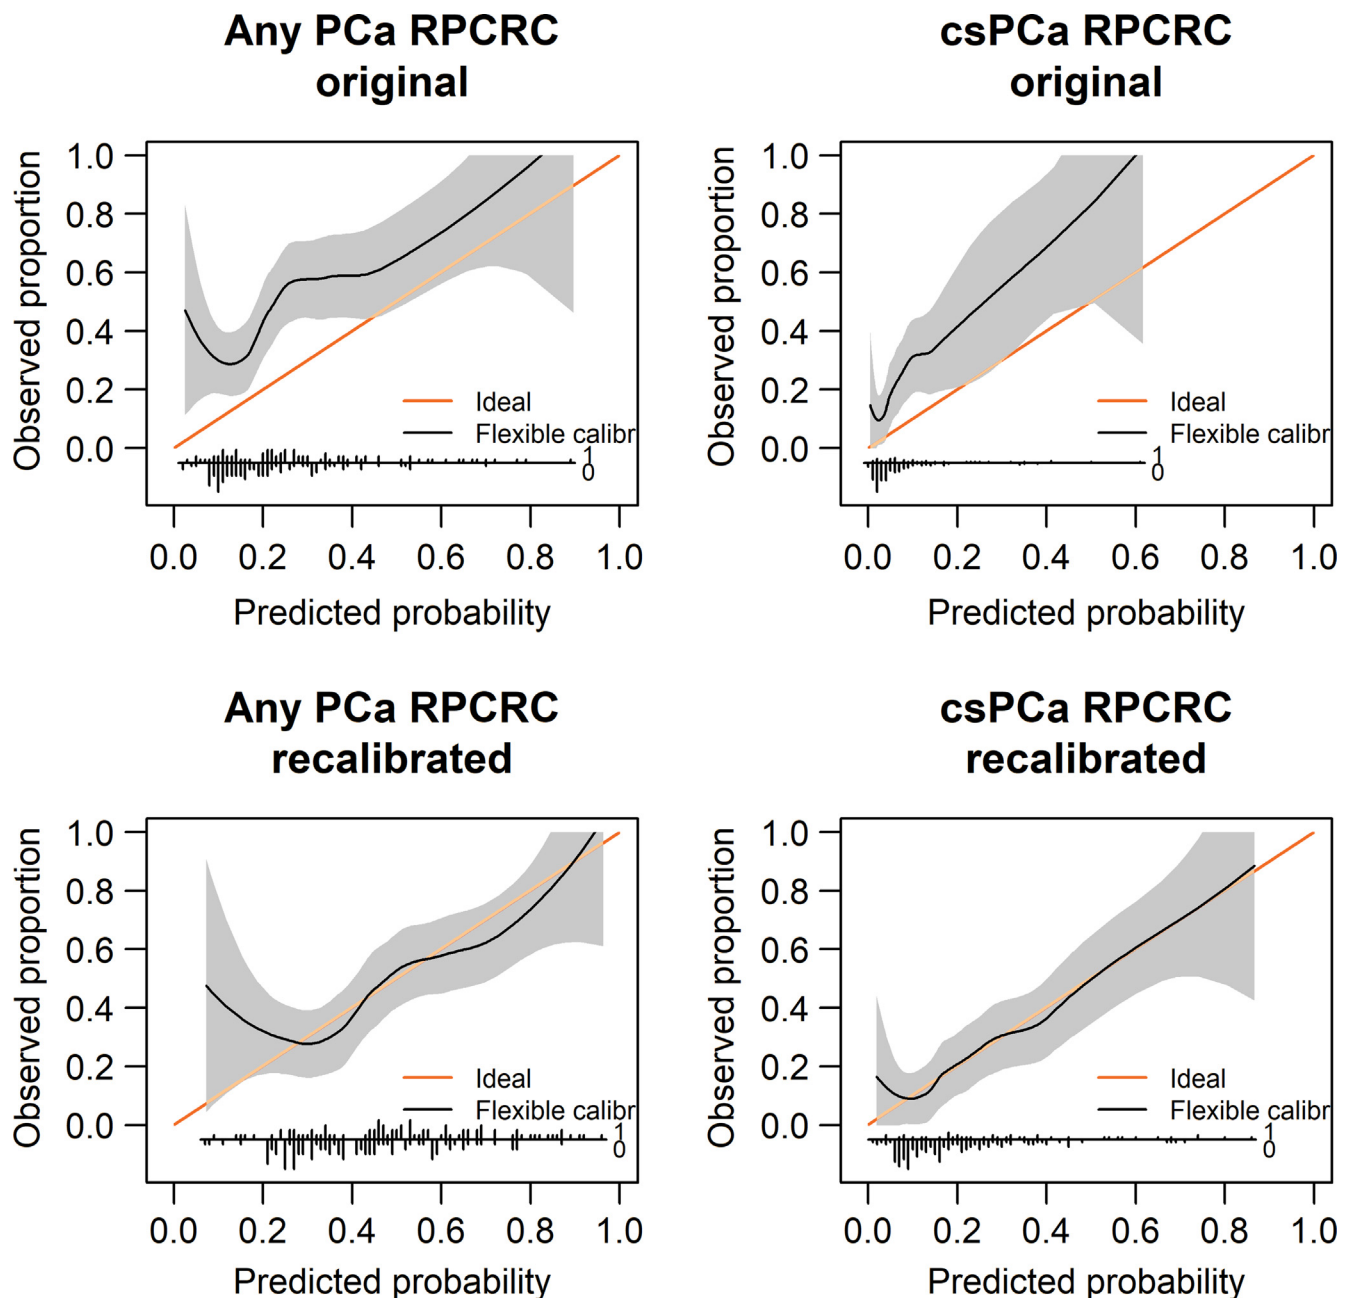 Any PCa RPCRC
original
1.0
0.8
0.6
0.4
0.2
0.0
Observed proportion
Ideal
Flexible calibr
1
0
0.0 0.2 0.4 0.6 0.8 1.0
Predicted probability
csPCa RPCRC
original
1.0
0.8
0.6
0.4
0.2
0.0
Observed proportion
Ideal
Flexible calibr
1
0
0.0 0.2 0.4 0.6 0.8 1.0
Predicted probability
Any PCa RPCRC
recalibrated
1.0
0.8
0.6
0.4
0.2
0.0
Observed proportion
Ideal
Flexible calibr
1
0
0.0 0.2 0.4 0.6 0.8 1.0
Predicted probability
csPCa RPCRC
recalibrated
1.0
0.8
0.6
0.4
0.2
0.0
Observed proportion
Ideal
Flexible calibr
1
0
0.0 0.2 0.4 0.6 0.8 1.0
Predicted probability